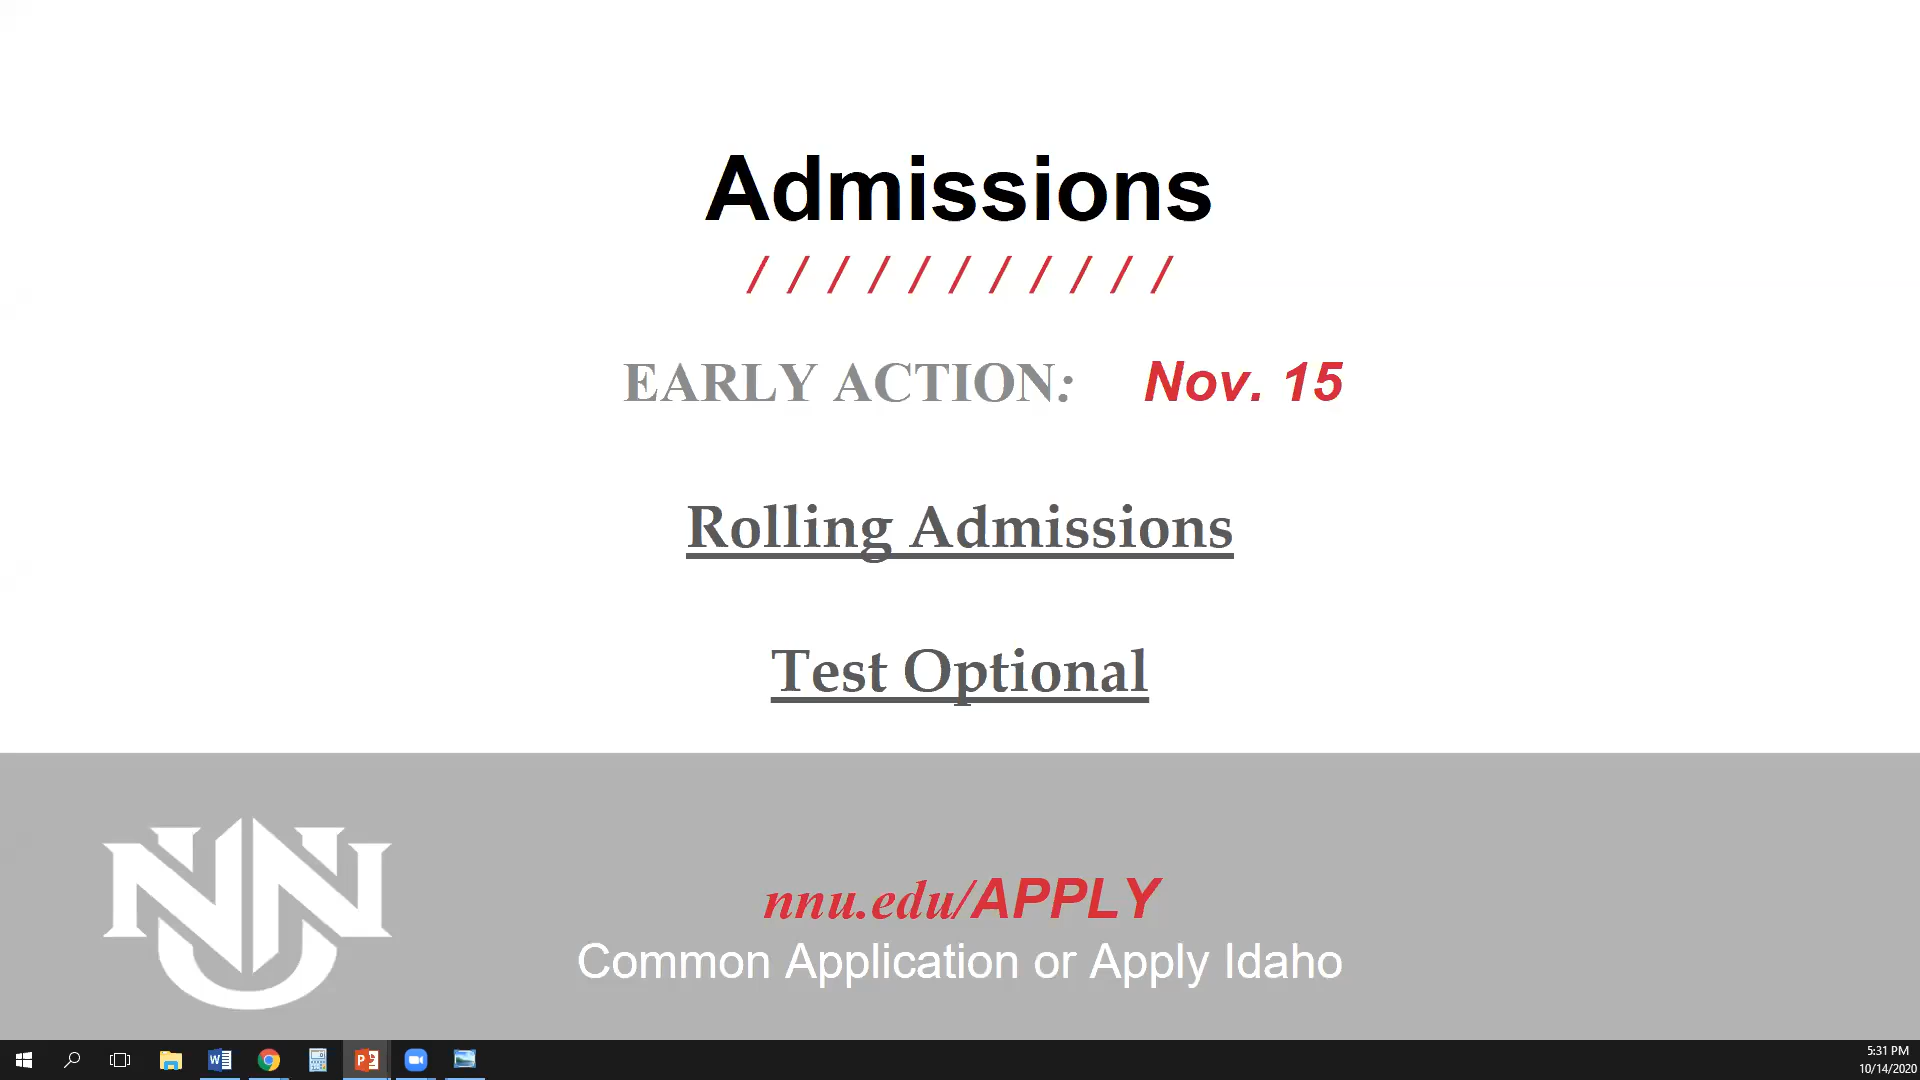 Admissions
/ / / / / / / / / / /
EARLY ACTION: Nov. 15
Rolling Admissions
Test Optional
NNU
nnu.edu/APPLY
Common Application or Apply Idaho
5:31 PM
10/14/2020